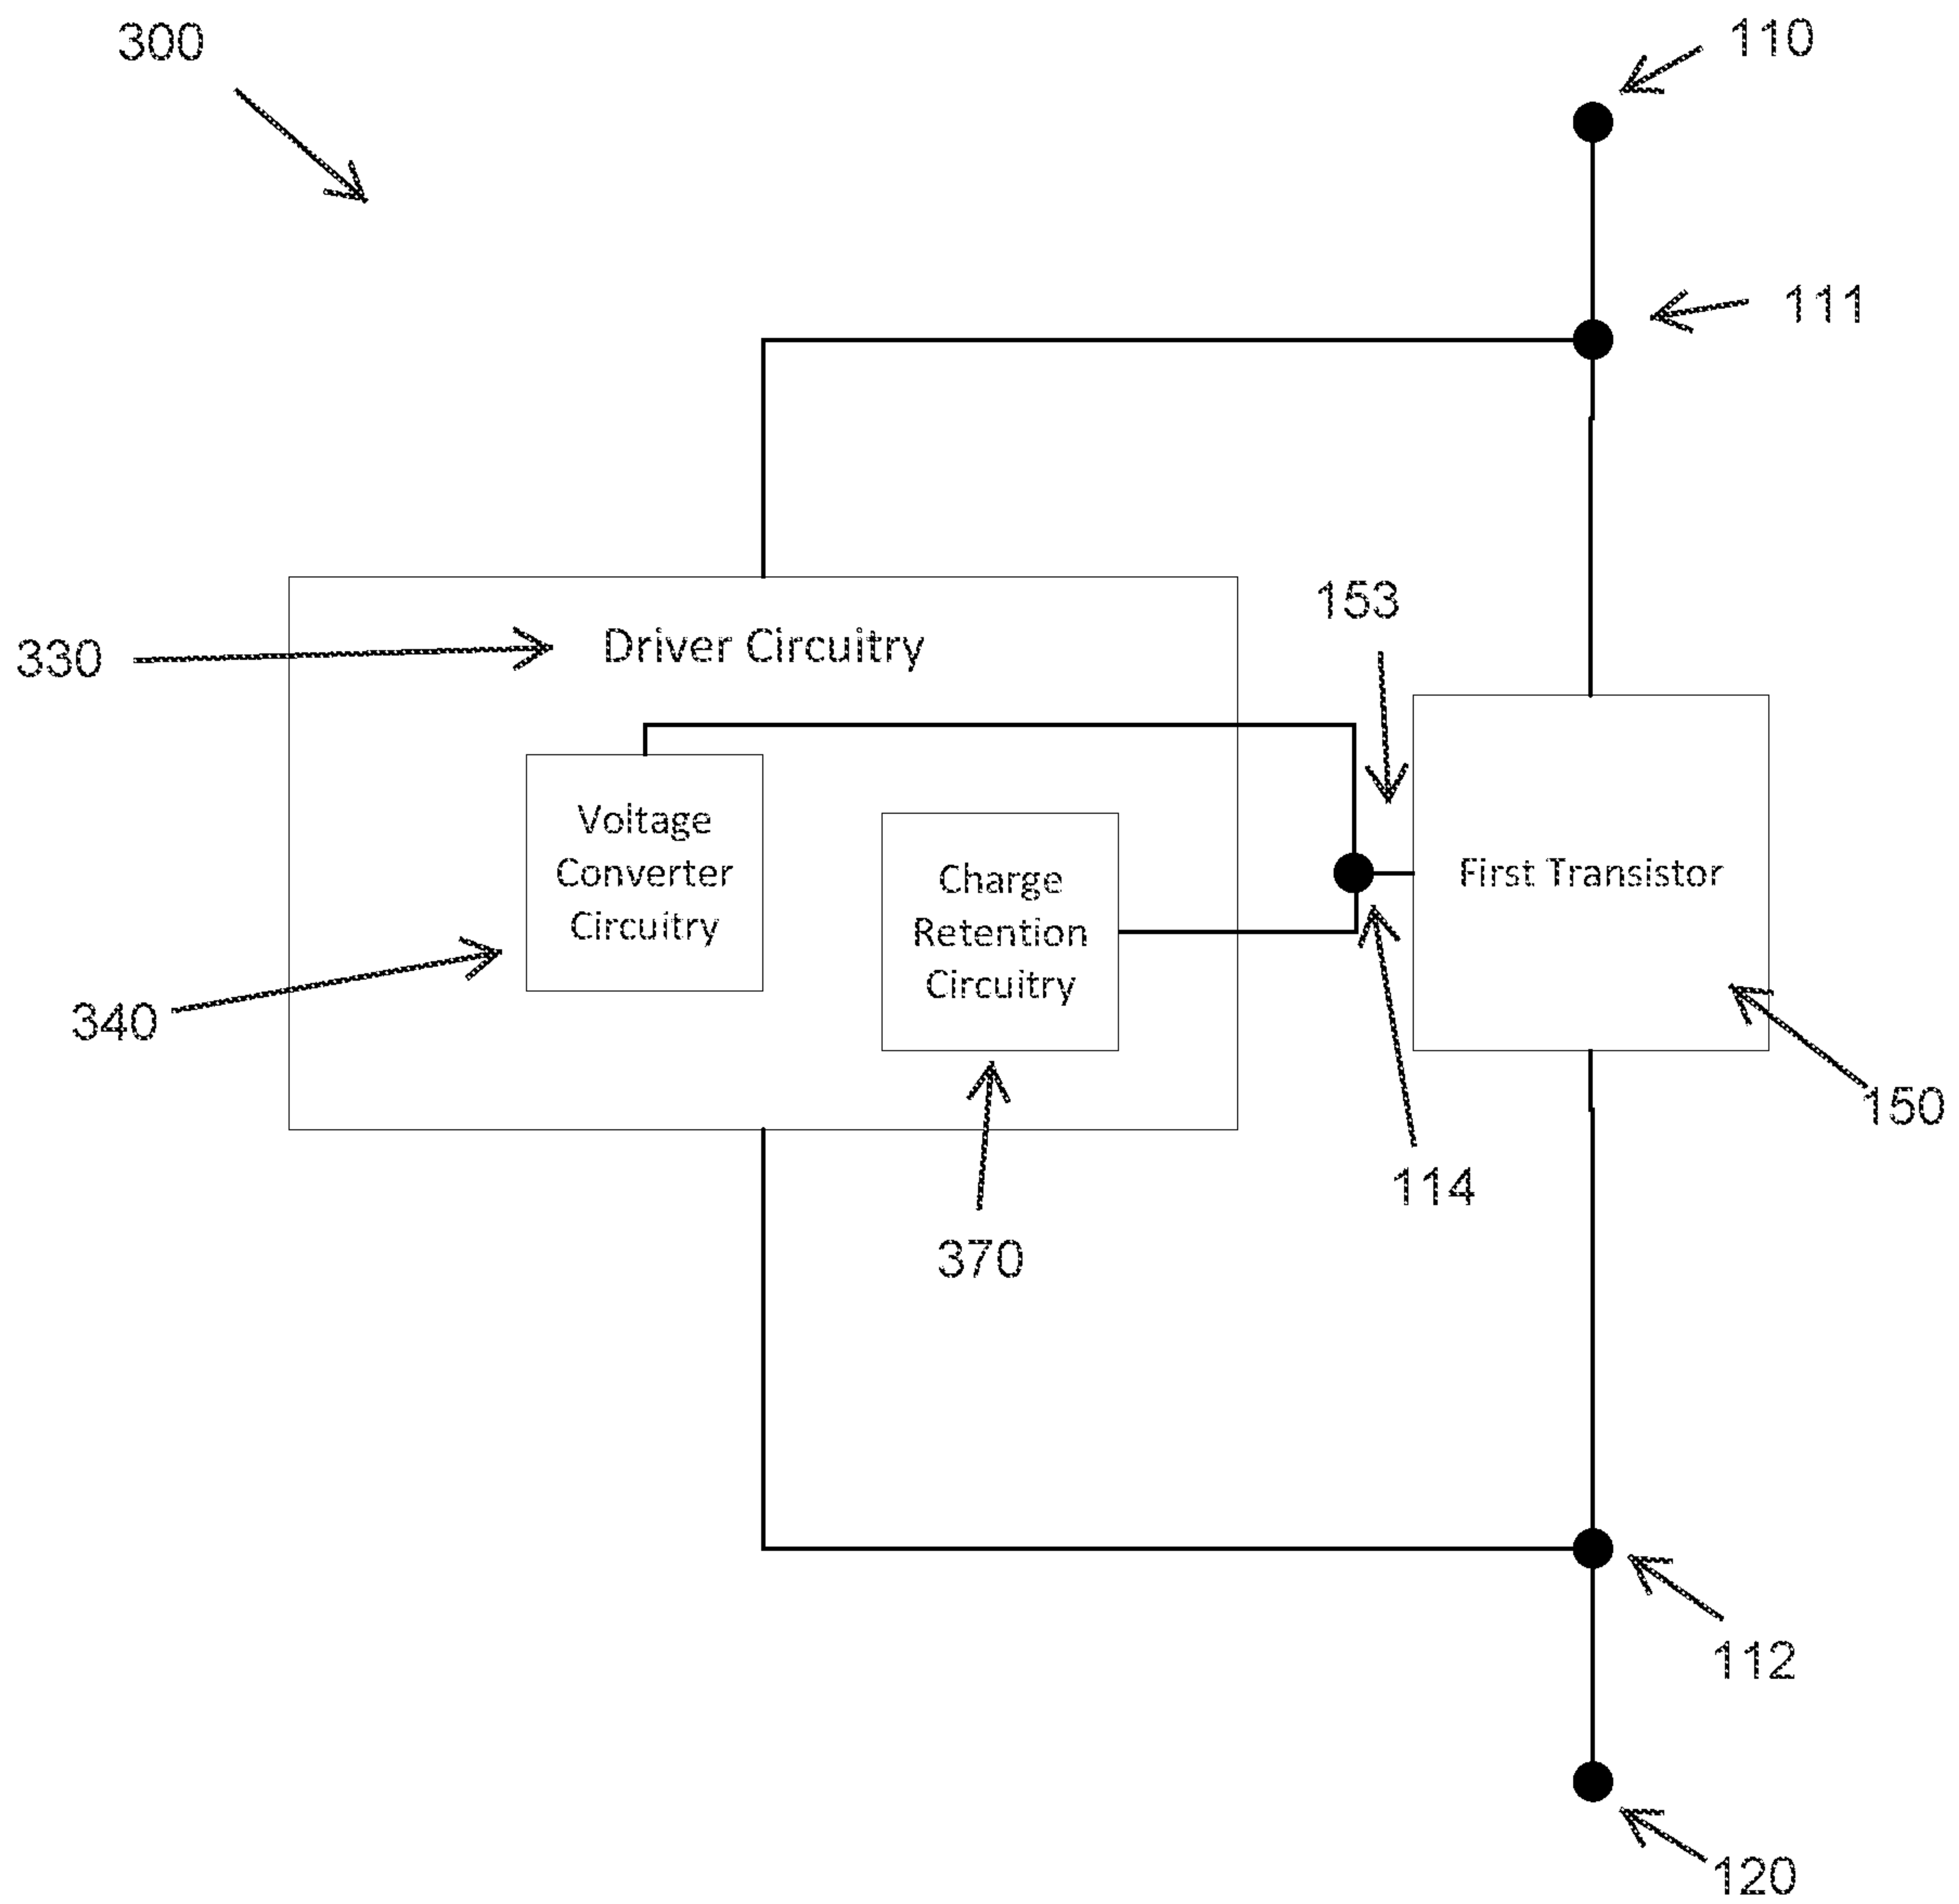 300
110
111
153
330
Driver Circuitry
Voltage
Converter
Circuitry
Charge
Retention
Circuitry
First Transistor
340
150
114
370
112
120